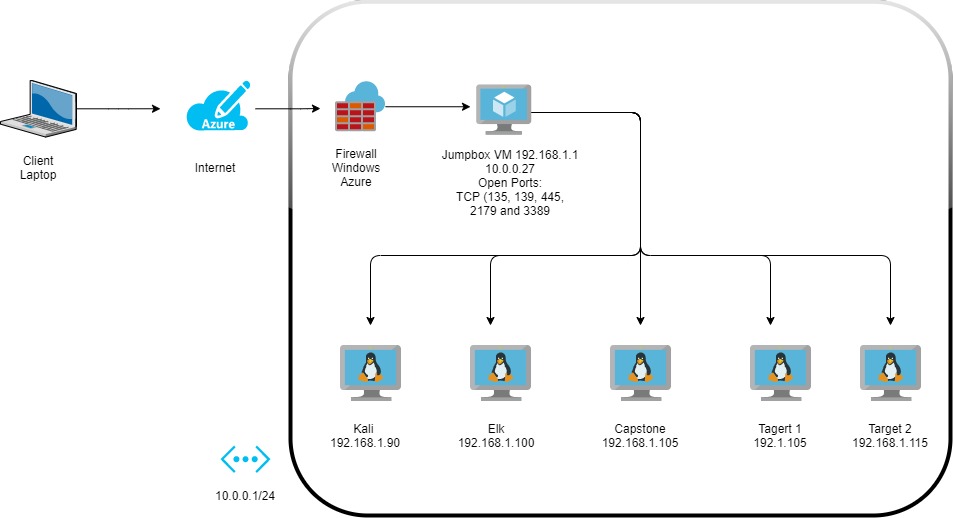 Client
Laptop
Azure
Internet
Firewall
Windows
Azure
Jumpbox VM 192.168.1.1
10.0.0.27
Open Ports:
TCP (135, 139, 445,
2179 and 3389
Kali
192.168.1.90
Elk
192.168.1.100
Capstone
192.168.1.105
Tagert 1
192.1.105
Target 2
192.168.1.115
10.0.0.1/24